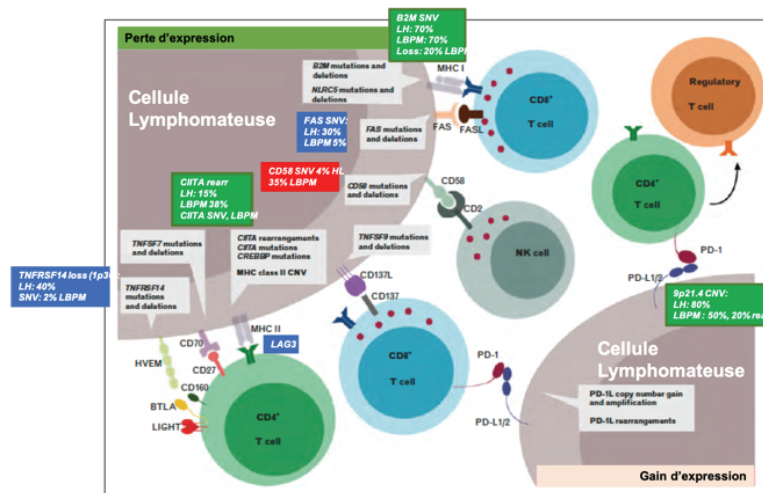 Perte d'expression
B2M SNV
LH: 70%
LBPM: 70%
Loss: 20% LBPM
B2M mutations and
deletions
NLRC5 mutations and
deletions
MHC I
CD8+
T cell
Regulatory
T cell
Cellule
Lymphomateuse
FAS SNV:
LH: 30%
LBPM 5%
FAS mutations
and deletions
FAS
FASL
CD4+
T cell
CIITA rearr
LH: 15%
LBPM 38%
CIITA SNV, LBPM
CD58 SNV 4% HL
35% LBPM
CD58 mutations
and deletions
CD58
CD2
NK cell
PD-1
PD-L1/2
TNFSF7 mutations
and deletions
CIITA rearrangements
CIITA mutations
CREBBP mutations
MHC class II CNV
TNFSF9 mutations
and deletions
TNFRSF14 loss (1p36)
LH: 40%
SNV: 2% LBPM
TNFRSF14
mutations
and deletions
CD137L
CD137
9p21.4 CNV:
LH: 80%
LBPM : 50%, 20% rea
MHC II
LAG3
CD70
HVEM
CD27
CD160
BTLA
LIGHT
CD4+
T cell
CD8+
T cell
PD-1
PD-L1/2
Cellule
Lymphomateuse
PD-1L copy number gain
and amplification
PD-1L rearrangements
Gain d'expression